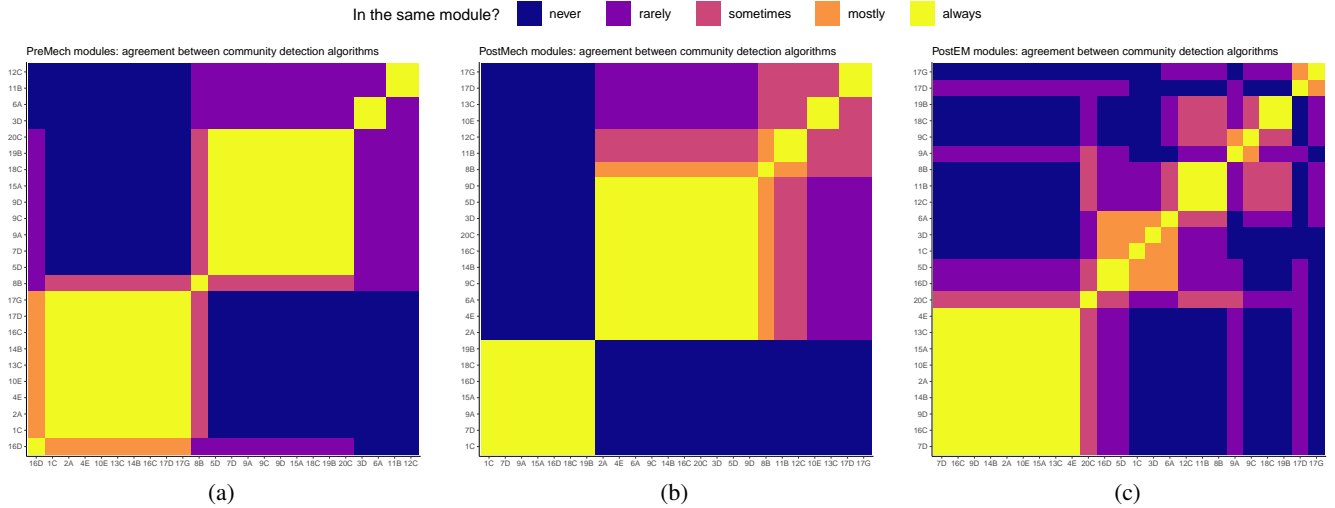 In the same module? never rarely sometimes mostly always
PreMech modules: agreement between community detection algorithms
12C
11B
6A
3D
20C
19B
18C
15A
9D
9C
9A
7D
5D
8B
17G
17D
16C
14B
13C
10E
4E
2A
1C
16D
16D 1C 2A 4E 10E 13C 14B 16C 17D 17G 8B 5D 7D 9A 9C 9D 15A 18C 19B 20C 3D 6A 11B 12C
(a)
PostMech modules: agreement between community detection algorithms
17G
17D
13C
10E
12C
11B
8B
9D
5D
3D
20C
16C
14B
9C
6A
4E
2A
19B
18C
16D
15A
9A
7D
1C
1C 7D 9A 15A 16D 18C 19B 2A 4E 6A 9C 14B 16C 20C 3D 5D 9D 8B 11B 12C 10E 13C 17D 17G
(b)
PostEM modules: agreement between community detection algorithms
17G
17D
19B
18C
9C
9A
8B
11B
12C
6A
3D
1C
5D
16D
20C
4E
13C
15A
10E
2A
14B
9D
16C
7D
7D 16C 9D 14B 2A 10E 15A 13C 4E 20C 16D 5D 1C 3D 6A 12C 11B 8B 9A 9C 18C 19B 17D 17G
(c)